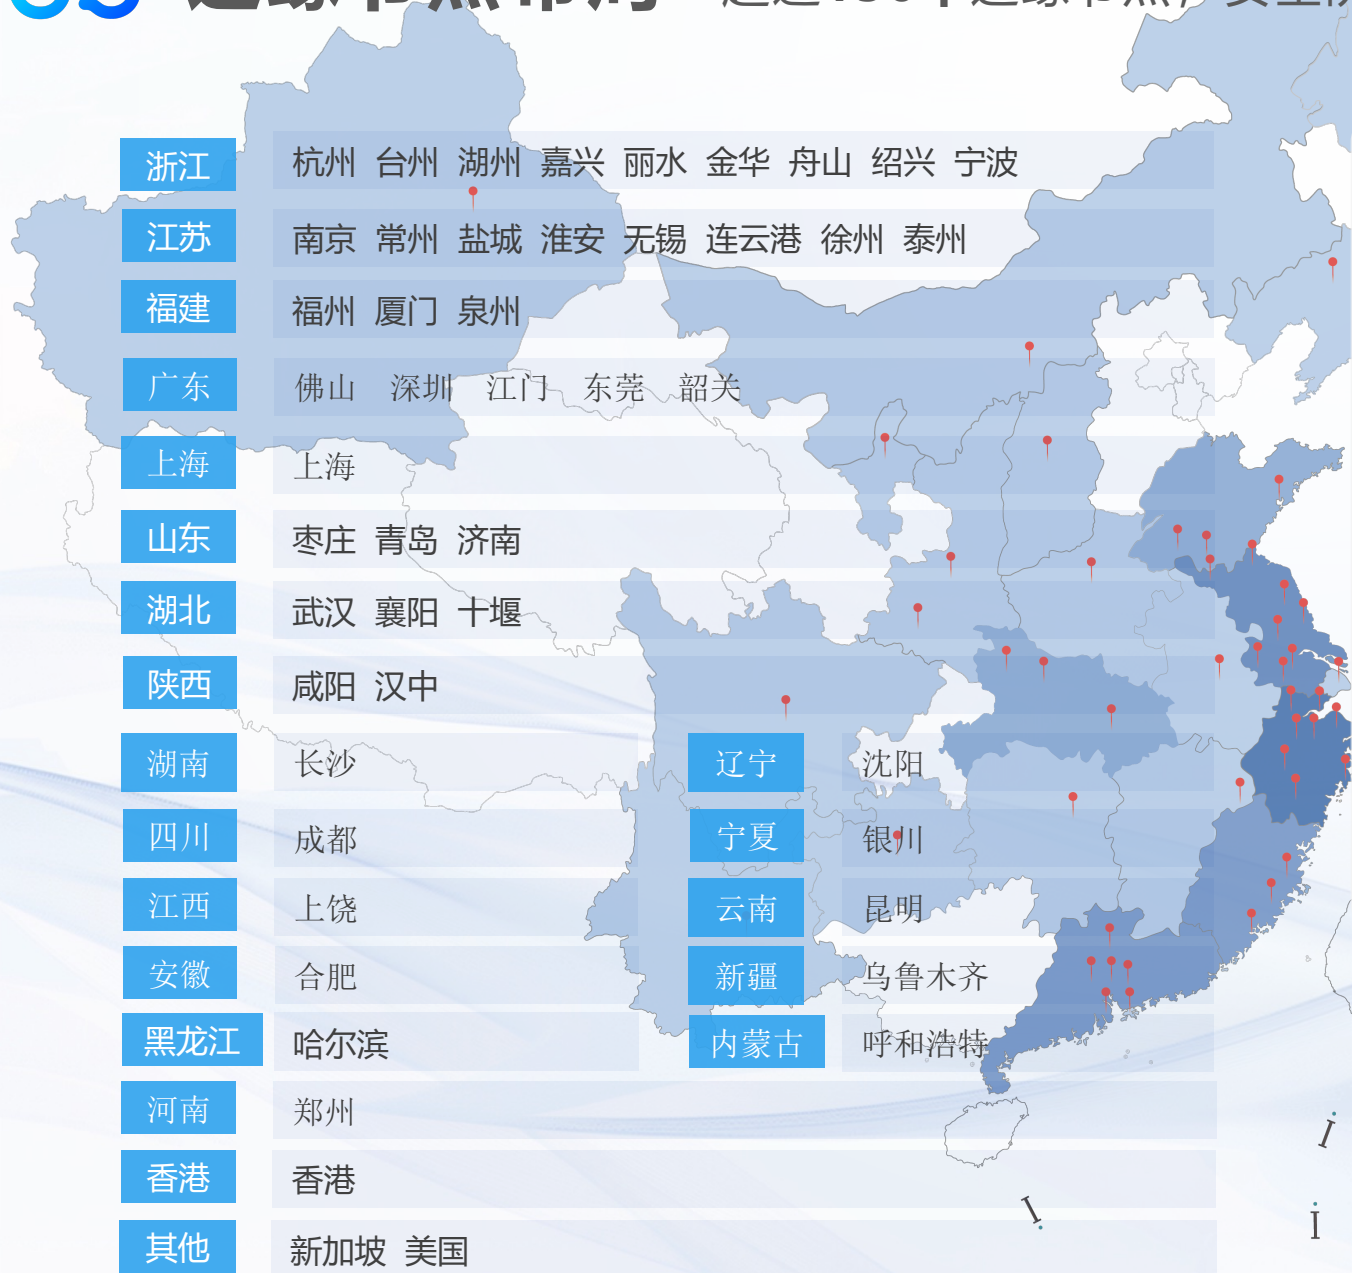 浙江 杭州 台州 湖州 嘉兴 丽水 金华 舟山 绍兴 宁波
江苏 南京 常州 盐城 淮安 无锡 连云港 徐州 泰州
福建 福州 厦门 泉州
广东 佛山 深圳 江门 东莞 韶关
上海 上海
山东 枣庄 青岛 济南
湖北 武汉 襄阳 十堰
陕西 咸阳 汉中
湖南 长沙 辽宁 沈阳
四川 成都 宁夏 银川
江西 上饶 云南 昆明
安徽 合肥 新疆 乌鲁木齐
黑龙江 哈尔滨 内蒙古 呼和浩特
河南 郑州
香港 香港
其他 新加坡 美国